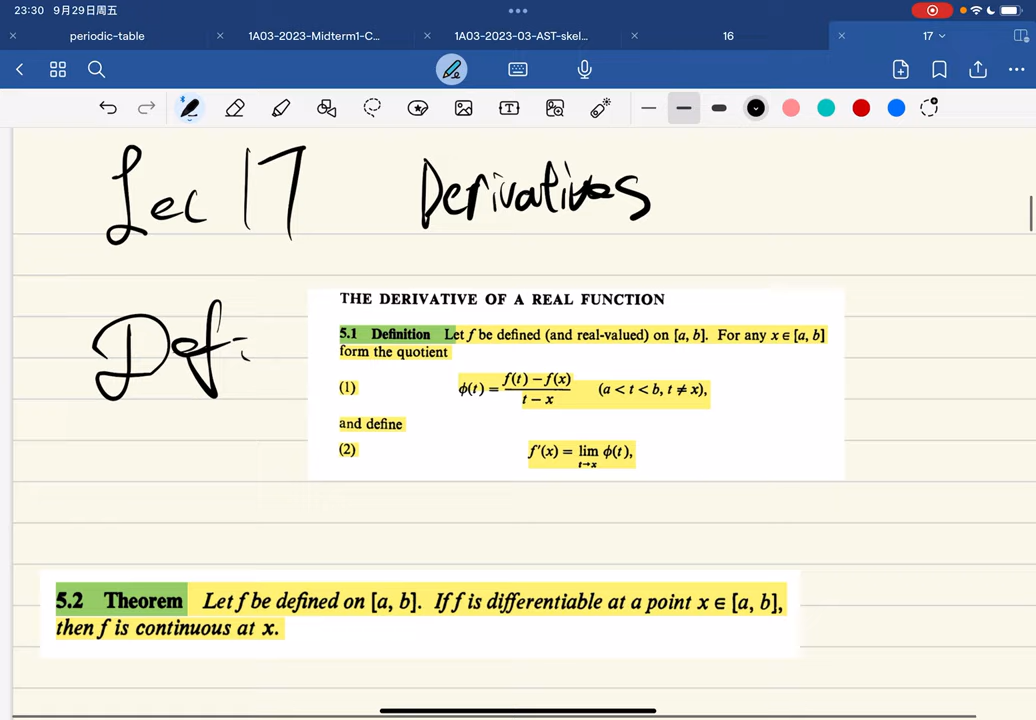 23:30 9月29日周五
periodic-table
1A03-2023-Midterm1-C...
1A03-2023-03-AST-skel...
16
17
Lec 17 Derivatives
Def:
THE DERIVATIVE OF A REAL FUNCTION
5.1 Definition Let f be defined (and real-valued) on [a, b]. For any x ∈ [a, b]
form the quotient
(1) ϕ(t) = f(t) − f(x) / t − x (a < t < b, t ≠ x),
and define
(2) f′(x) = lim t→x ϕ(t),
5.2 Theorem Let f be defined on [a, b]. If f is differentiable at a point x ∈ [a, b],
then f is continuous at x.